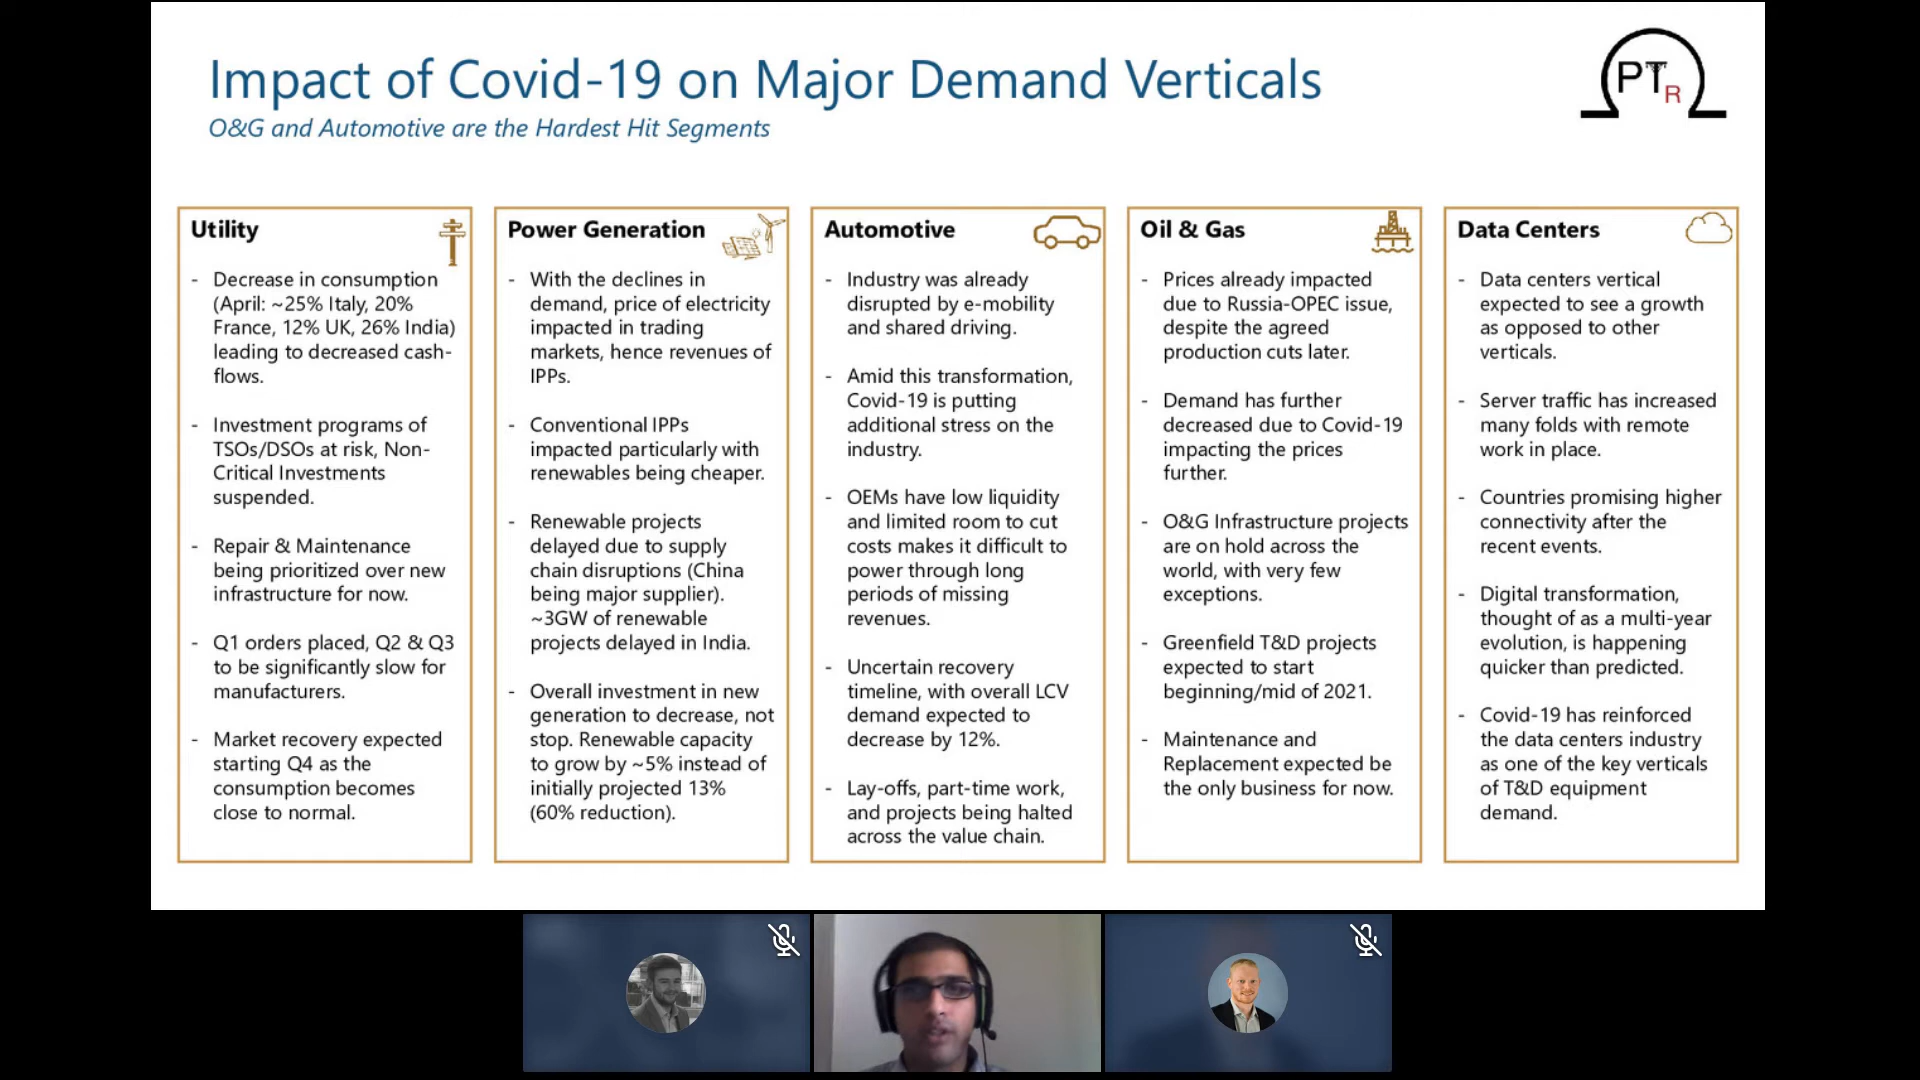 Impact of Covid-19 on Major Demand Verticals
O&G and Automotive are the Hardest Hit Segments
PTR
Utility
- Decrease in consumption
(April: ~25% Italy, 20%
France, 12% UK, 26% India)
leading to decreased cash-
flows.
- Investment programs of
TSOs/DSOs at risk, Non-
Critical Investments
suspended.
- Repair & Maintenance
being prioritized over new
infrastructure for now.
- Q1 orders placed, Q2 & Q3
to be significantly slow for
manufacturers.
- Market recovery expected
starting Q4 as the
consumption becomes
close to normal.
Power Generation
- With the declines in
demand, price of electricity
impacted in trading
markets, hence revenues of
IPPs.
- Conventional IPPs
impacted particularly with
renewables being cheaper.
- Renewable projects
delayed due to supply
chain disruptions (China
being major supplier).
~3GW of renewable
projects delayed in India.
- Overall investment in new
generation to decrease, not
stop. Renewable capacity
to grow by ~5% instead of
initially projected 13%
(60% reduction).
Automotive
- Industry was already
disrupted by e-mobility
and shared driving.
- Amid this transformation,
Covid-19 is putting
additional stress on the
industry.
- OEMs have low liquidity
and limited room to cut
costs makes it difficult to
power through long
periods of missing
revenues.
- Uncertain recovery
timeline, with overall LCV
demand expected to
decrease by 12%.
- Lay-offs, part-time work,
and projects being halted
across the value chain.
Oil & Gas
- Prices already impacted
due to Russia-OPEC issue,
despite the agreed
production cuts later.
- Demand has further
decreased due to Covid-19
impacting the prices
further.
- O&G Infrastructure projects
are on hold across the
world, with very few
exceptions.
- Greenfield T&D projects
expected to start
beginning/mid of 2021.
- Maintenance and
Replacement expected be
the only business for now.
Data Centers
- Data centers vertical
expected to see a growth
as opposed to other
verticals.
- Server traffic has increased
many folds with remote
work in place.
- Countries promising higher
connectivity after the
recent events.
- Digital transformation,
thought of as a multi-year
evolution, is happening
quicker than predicted.
- Covid-19 has reinforced
the data centers industry
as one of the key verticals
of T&D equipment
demand.